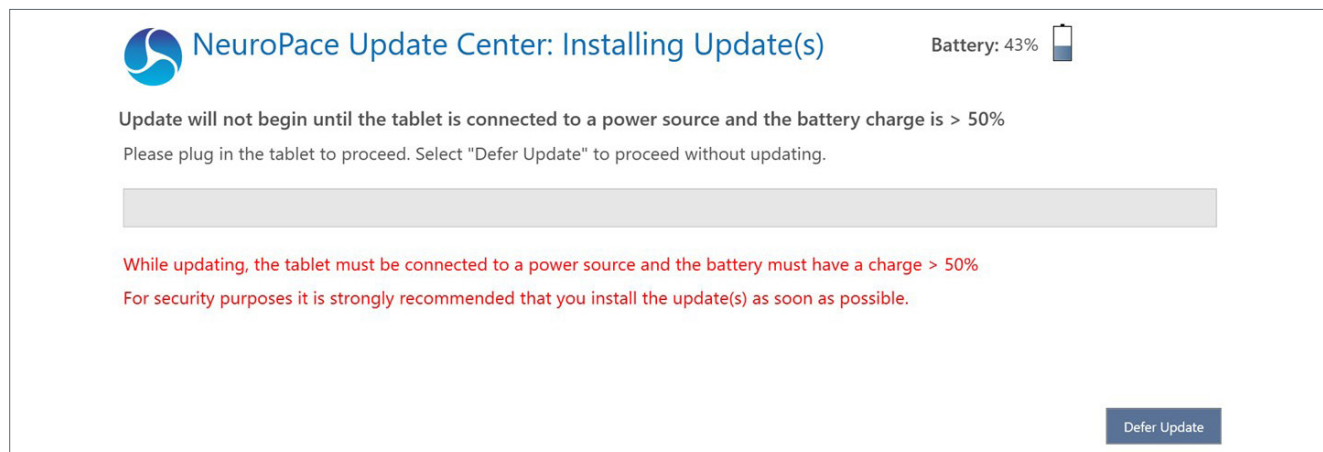 NeuroPace Update Center: Installing Update(s)
Battery: 43%
Update will not begin until the tablet is connected to a power source and the battery charge is > 50%
Please plug in the tablet to proceed. Select "Defer Update" to proceed without updating.
While updating, the tablet must be connected to a power source and the battery must have a charge > 50%
For security purposes it is strongly recommended that you install the update(s) as soon as possible.
Defer Update